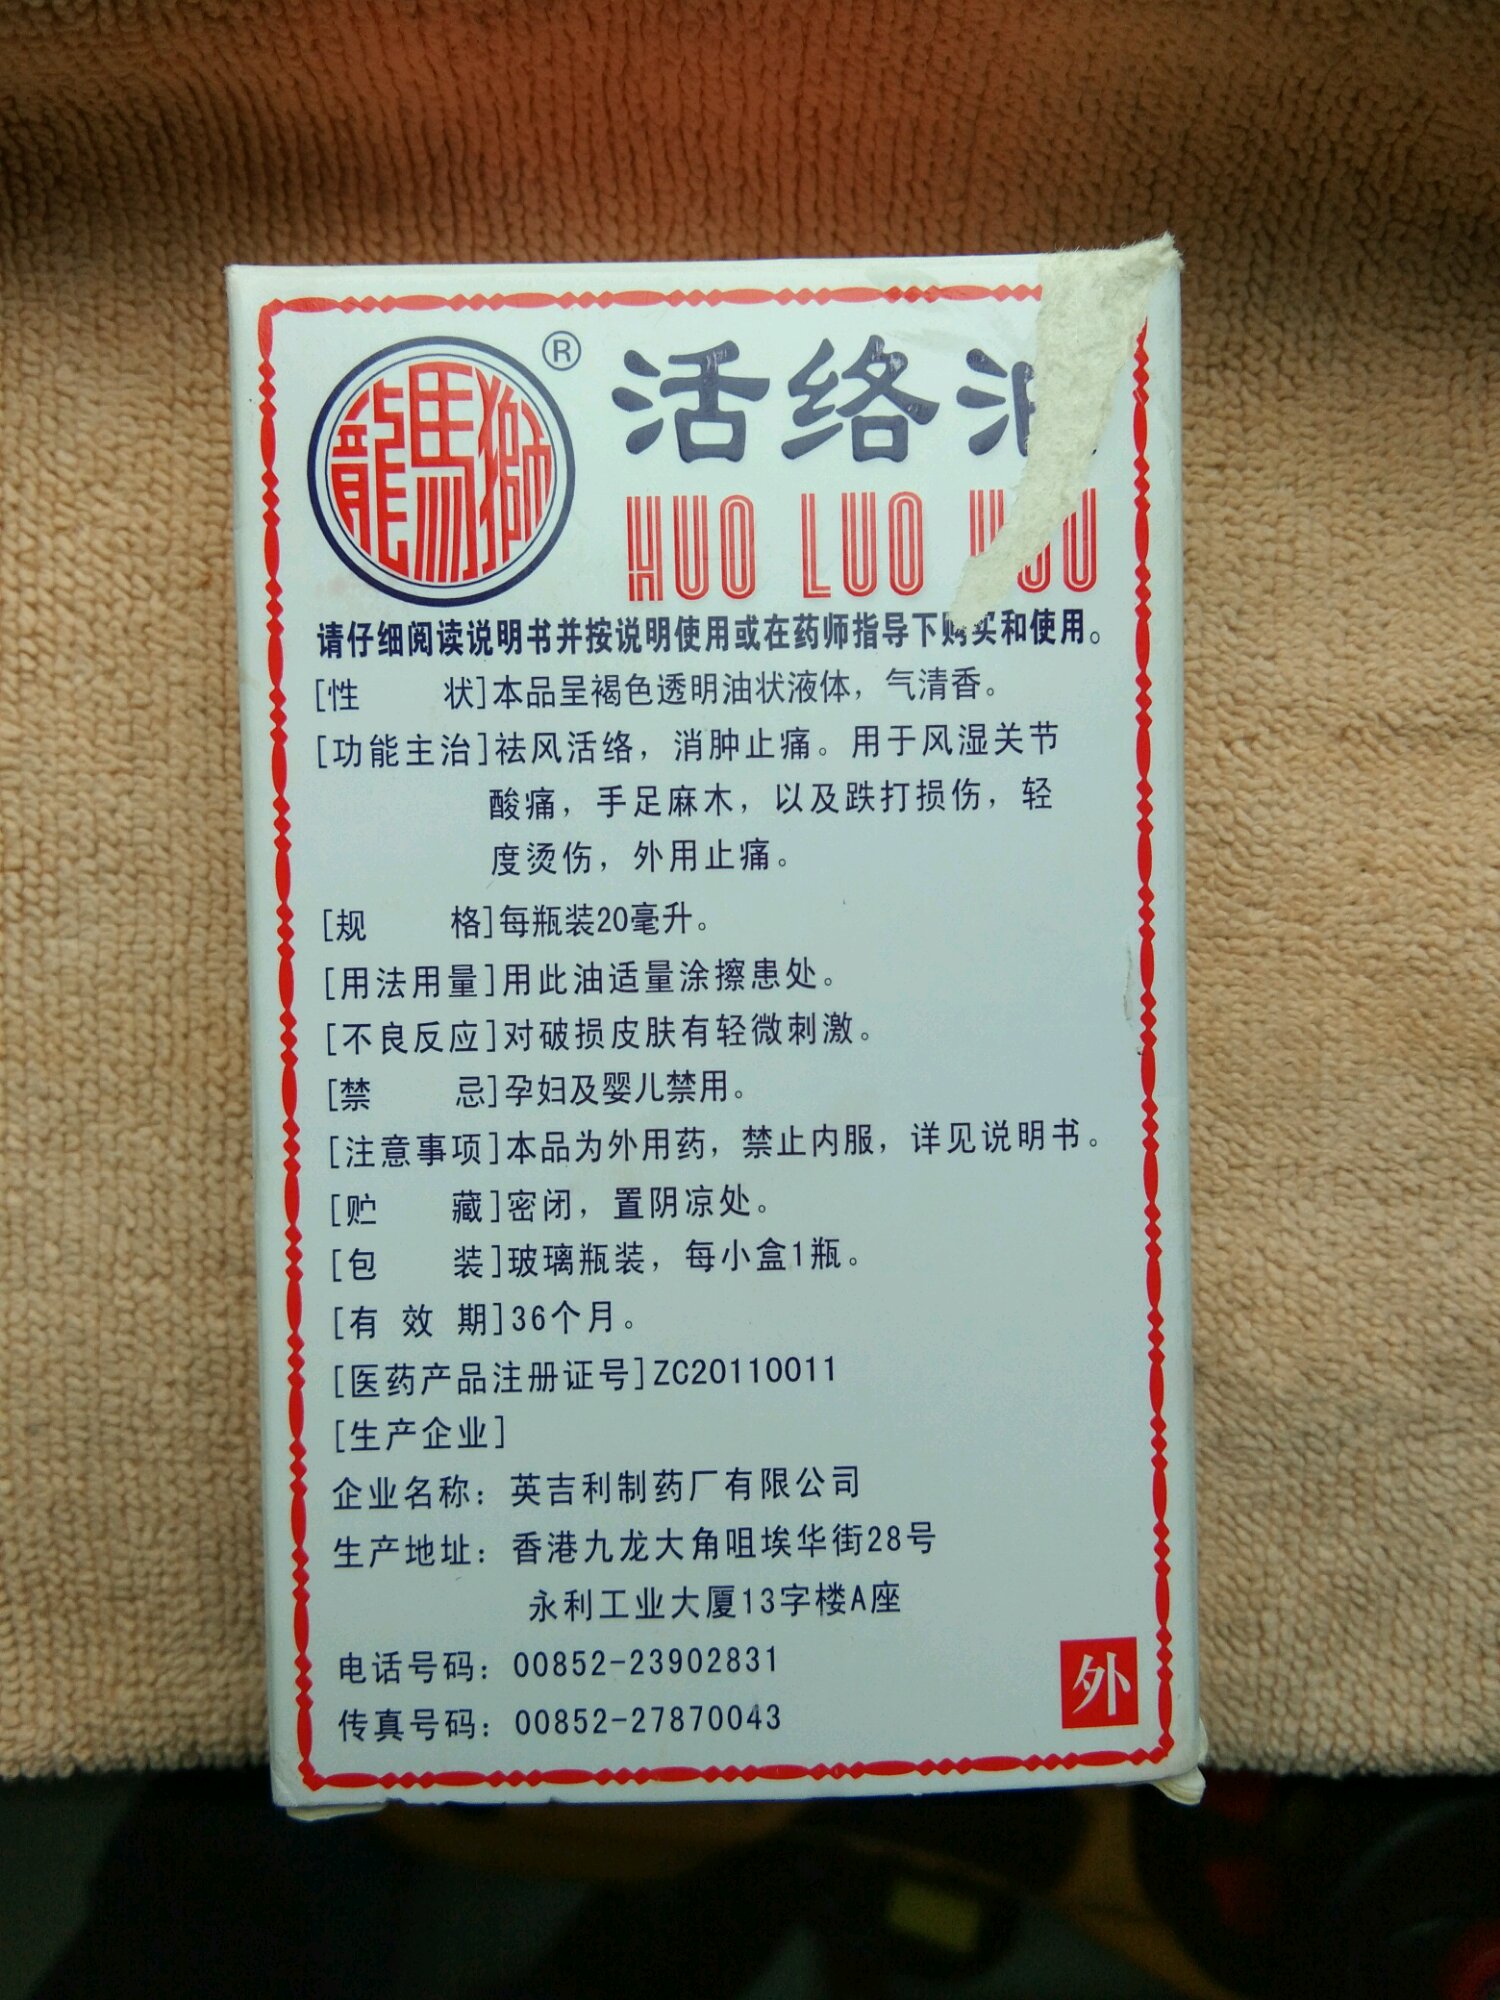 龍馬獅 ®
活络油
HUO LUO YOU
请仔细阅读说明书并按说明使用或在药师指导下购买和使用。
[性 状]本品呈褐色透明油状液体，气清香。
[功能主治]祛风活络，消肿止痛。用于风湿关节
酸痛，手足麻木，以及跌打损伤，轻
度烫伤，外用止痛。
[规 格]每瓶装20毫升。
[用法用量]用此油适量涂擦患处。
[不良反应]对破损皮肤有轻微刺激。
[禁 忌]孕妇及婴儿禁用。
[注意事项]本品为外用药，禁止内服，详见说明书。
[贮 藏]密闭，置阴凉处。
[包 装]玻璃瓶装，每小盒1瓶。
[有 效 期]36个月。
[医药产品注册证号]ZC20110011
[生产企业]
企业名称：英吉利制药厂有限公司
生产地址：香港九龙大角咀埃华街28号
永利工业大厦13字楼A座
电话号码：00852-23902831
传真号码：00852-27870043
外